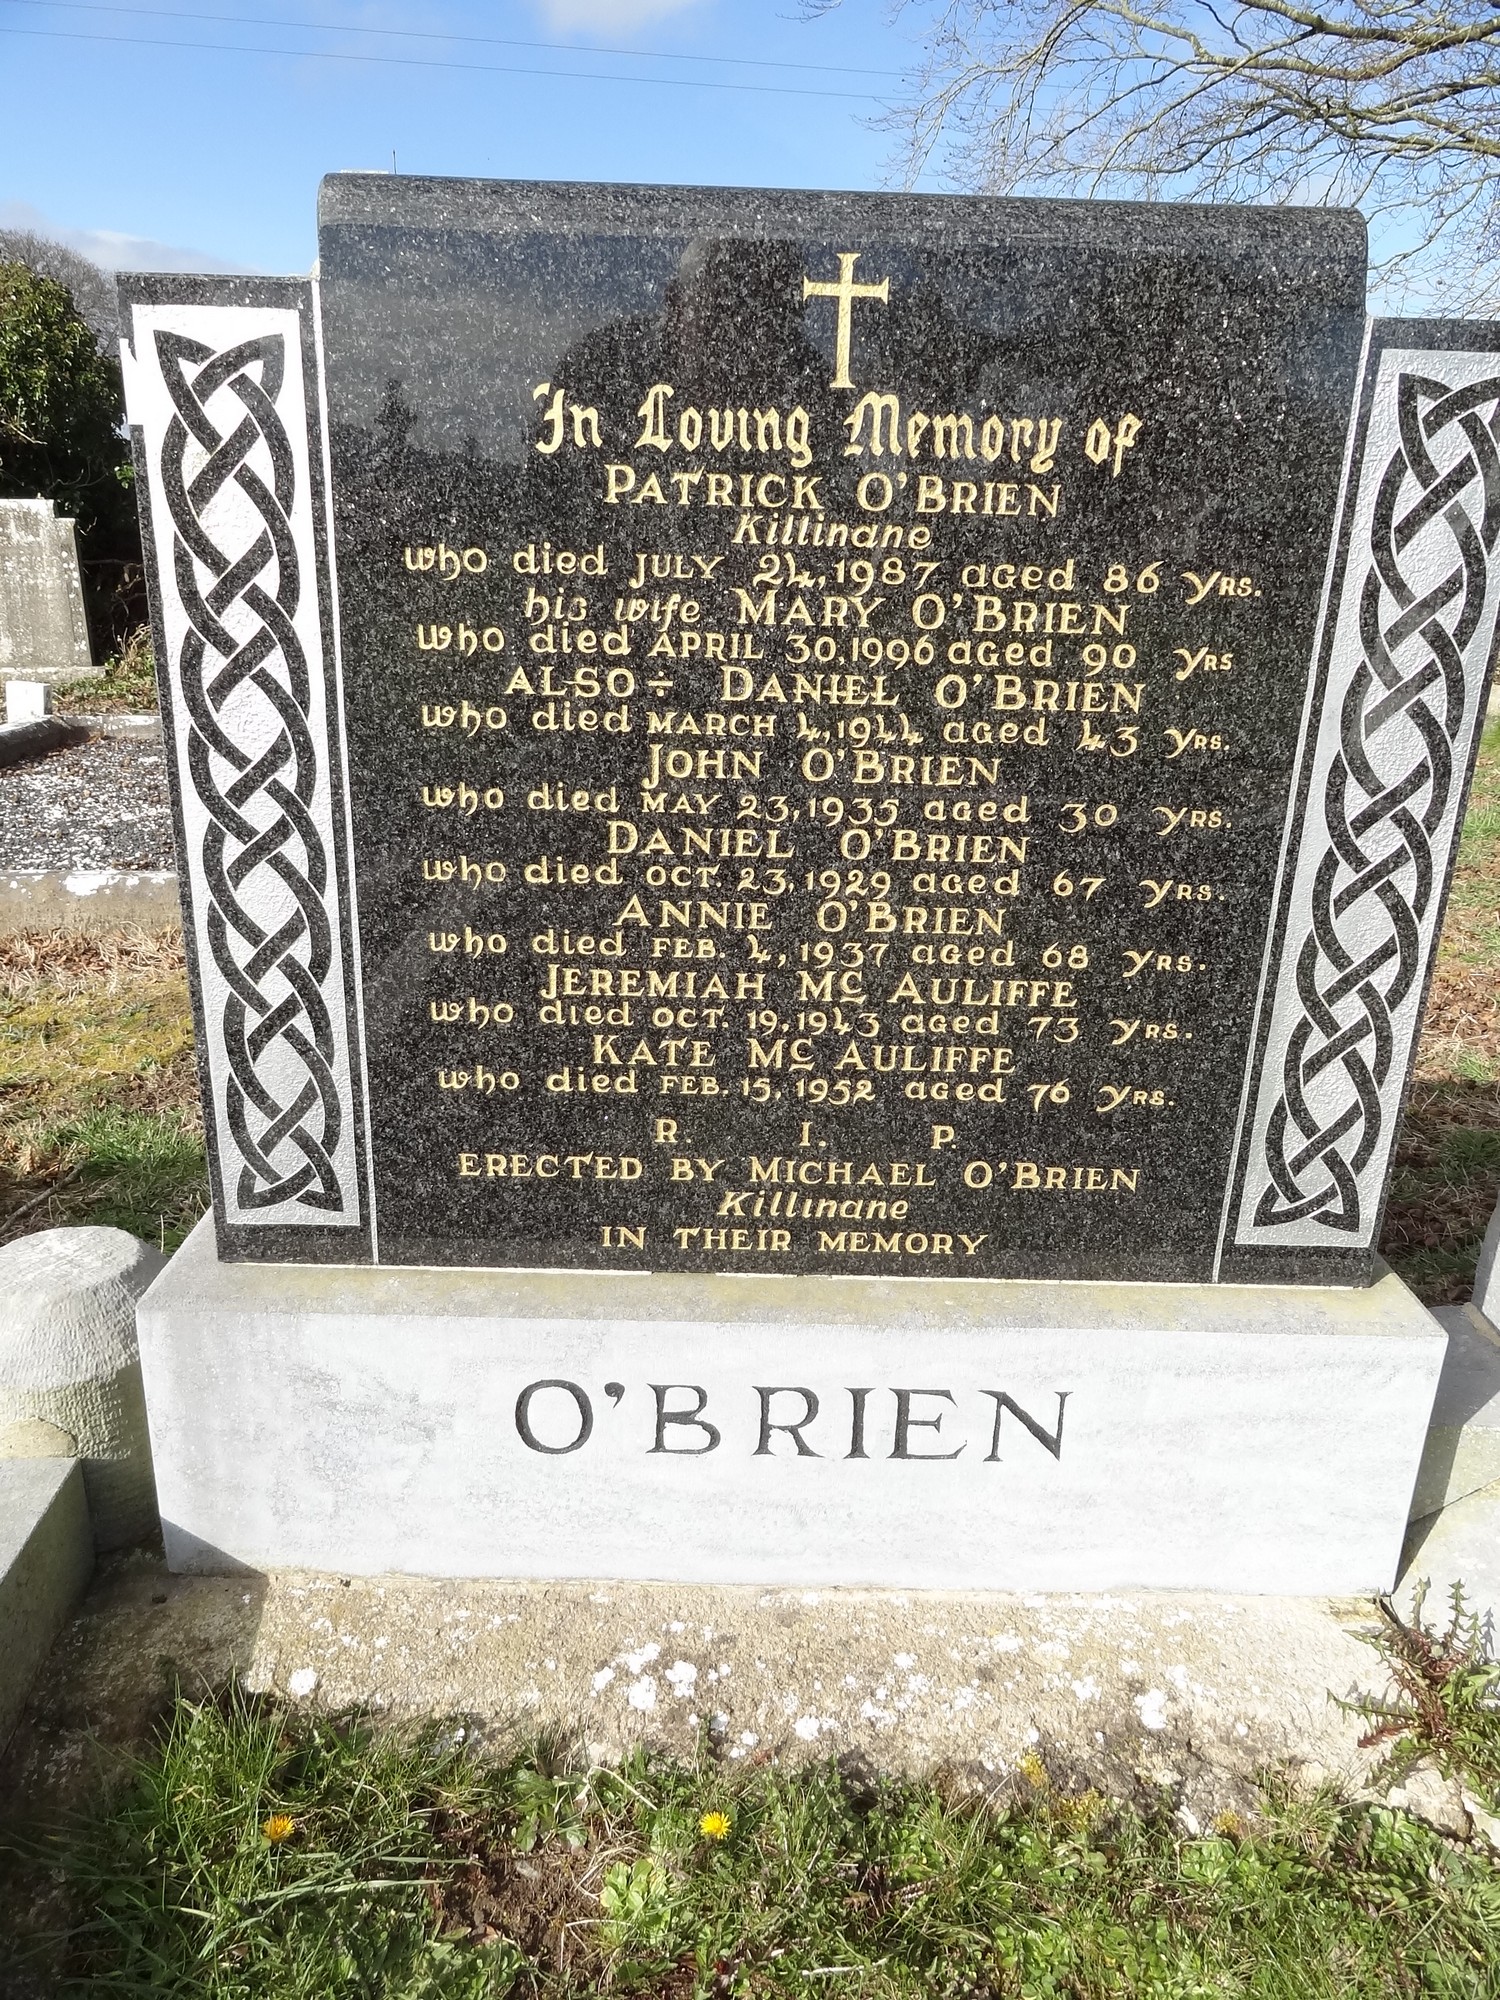 In Loving Memory of
PATRICK O'BRIEN
Killinane
who died JULY 24, 1987 aged 86 YRS.
his wife MARY O'BRIEN
who died APRIL 30, 1996 aged 90 YRS
ALSO ÷ DANIEL O'BRIEN
who died MARCH 4, 1944 aged 43 YRS.
JOHN O'BRIEN
who died MAY 23, 1935 aged 30 YRS.
DANIEL O'BRIEN
who died OCT. 23, 1929 aged 67 YRS.
ANNIE O'BRIEN
who died FEB. 4, 1937 aged 68 YRS.
JEREMIAH MC AULIFFE
who died OCT. 19, 1943 aged 73 YRS.
KATE MC AULIFFE
who died FEB. 15, 1952 aged 76 YRS.
R. I. P.
ERECTED BY MICHAEL O'BRIEN
Killinane
IN THEIR MEMORY
O'BRIEN